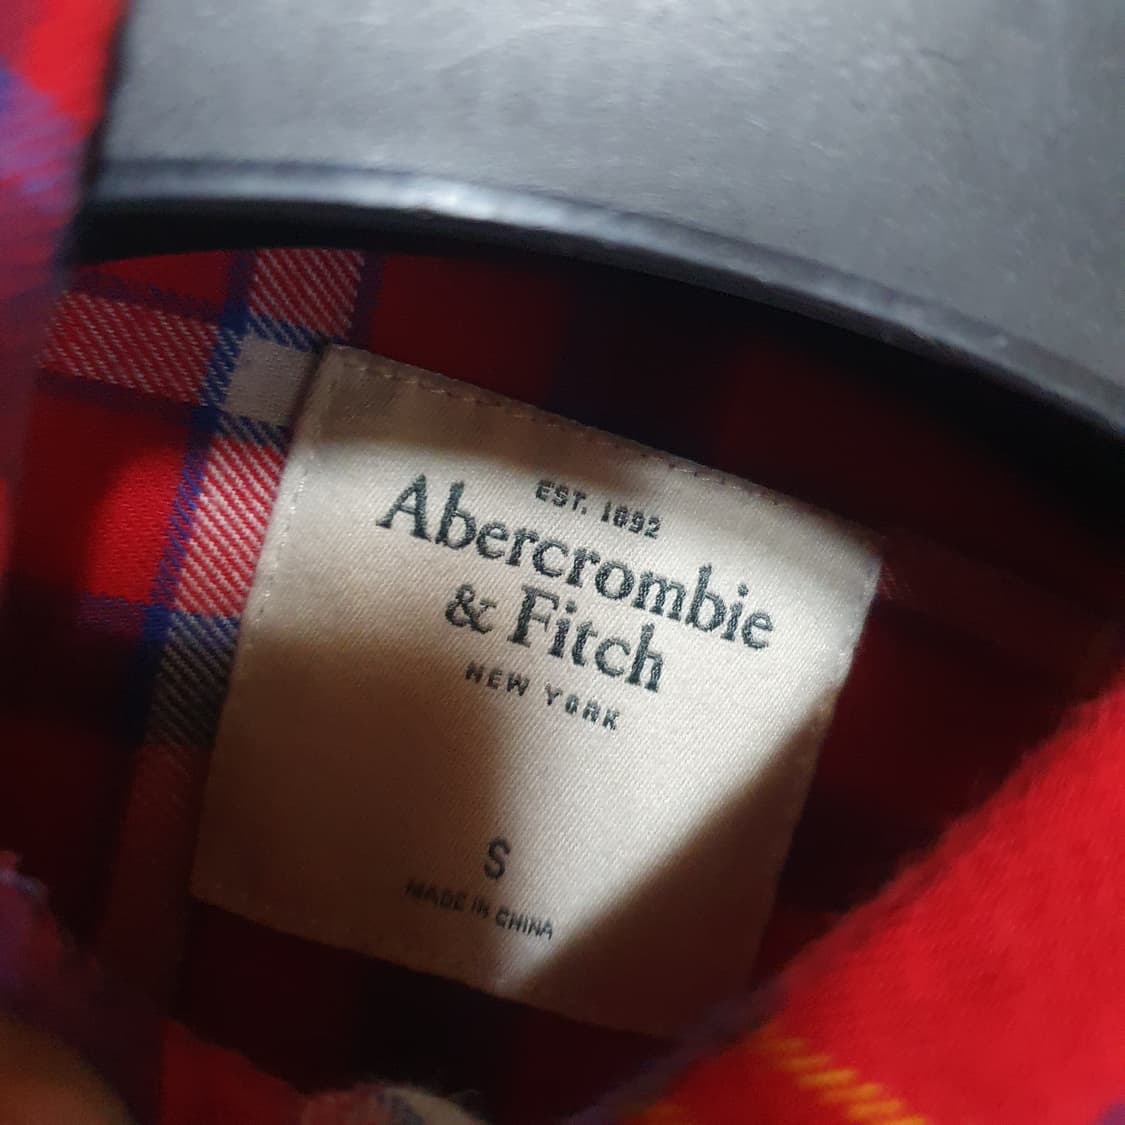 EST. 1892
Abercrombie
& Fitch
NEW YORK
S
MADE IN CHINA